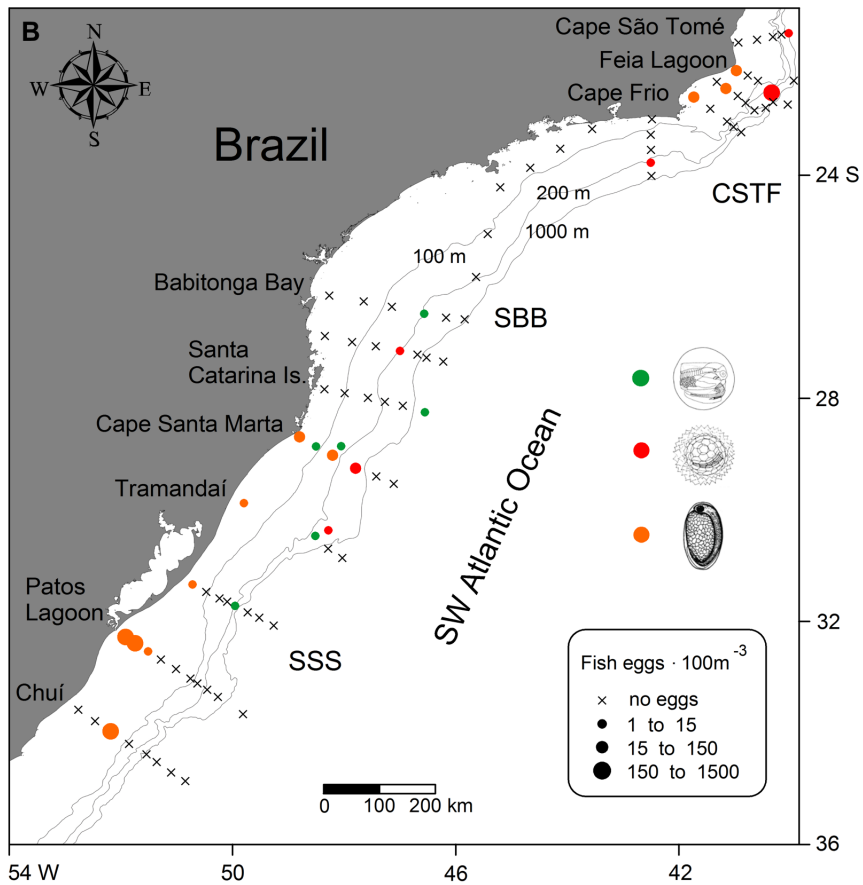 B
N
W E
S
Brazil
Cape São Tomé
Feia Lagoon
Cape Frio
24 S
CSTF
200 m
1000 m
100 m
Babitonga Bay
SBB
Santa
Catarina Is.
28
Cape Santa Marta
Tramandaí
SW Atlantic Ocean
Patos
Lagoon
32
SSS
Chuí
Fish eggs · 100m⁻³
no eggs
1 to 15
15 to 150
150 to 1500
0 100 200 km
36
54 W 50 46 42